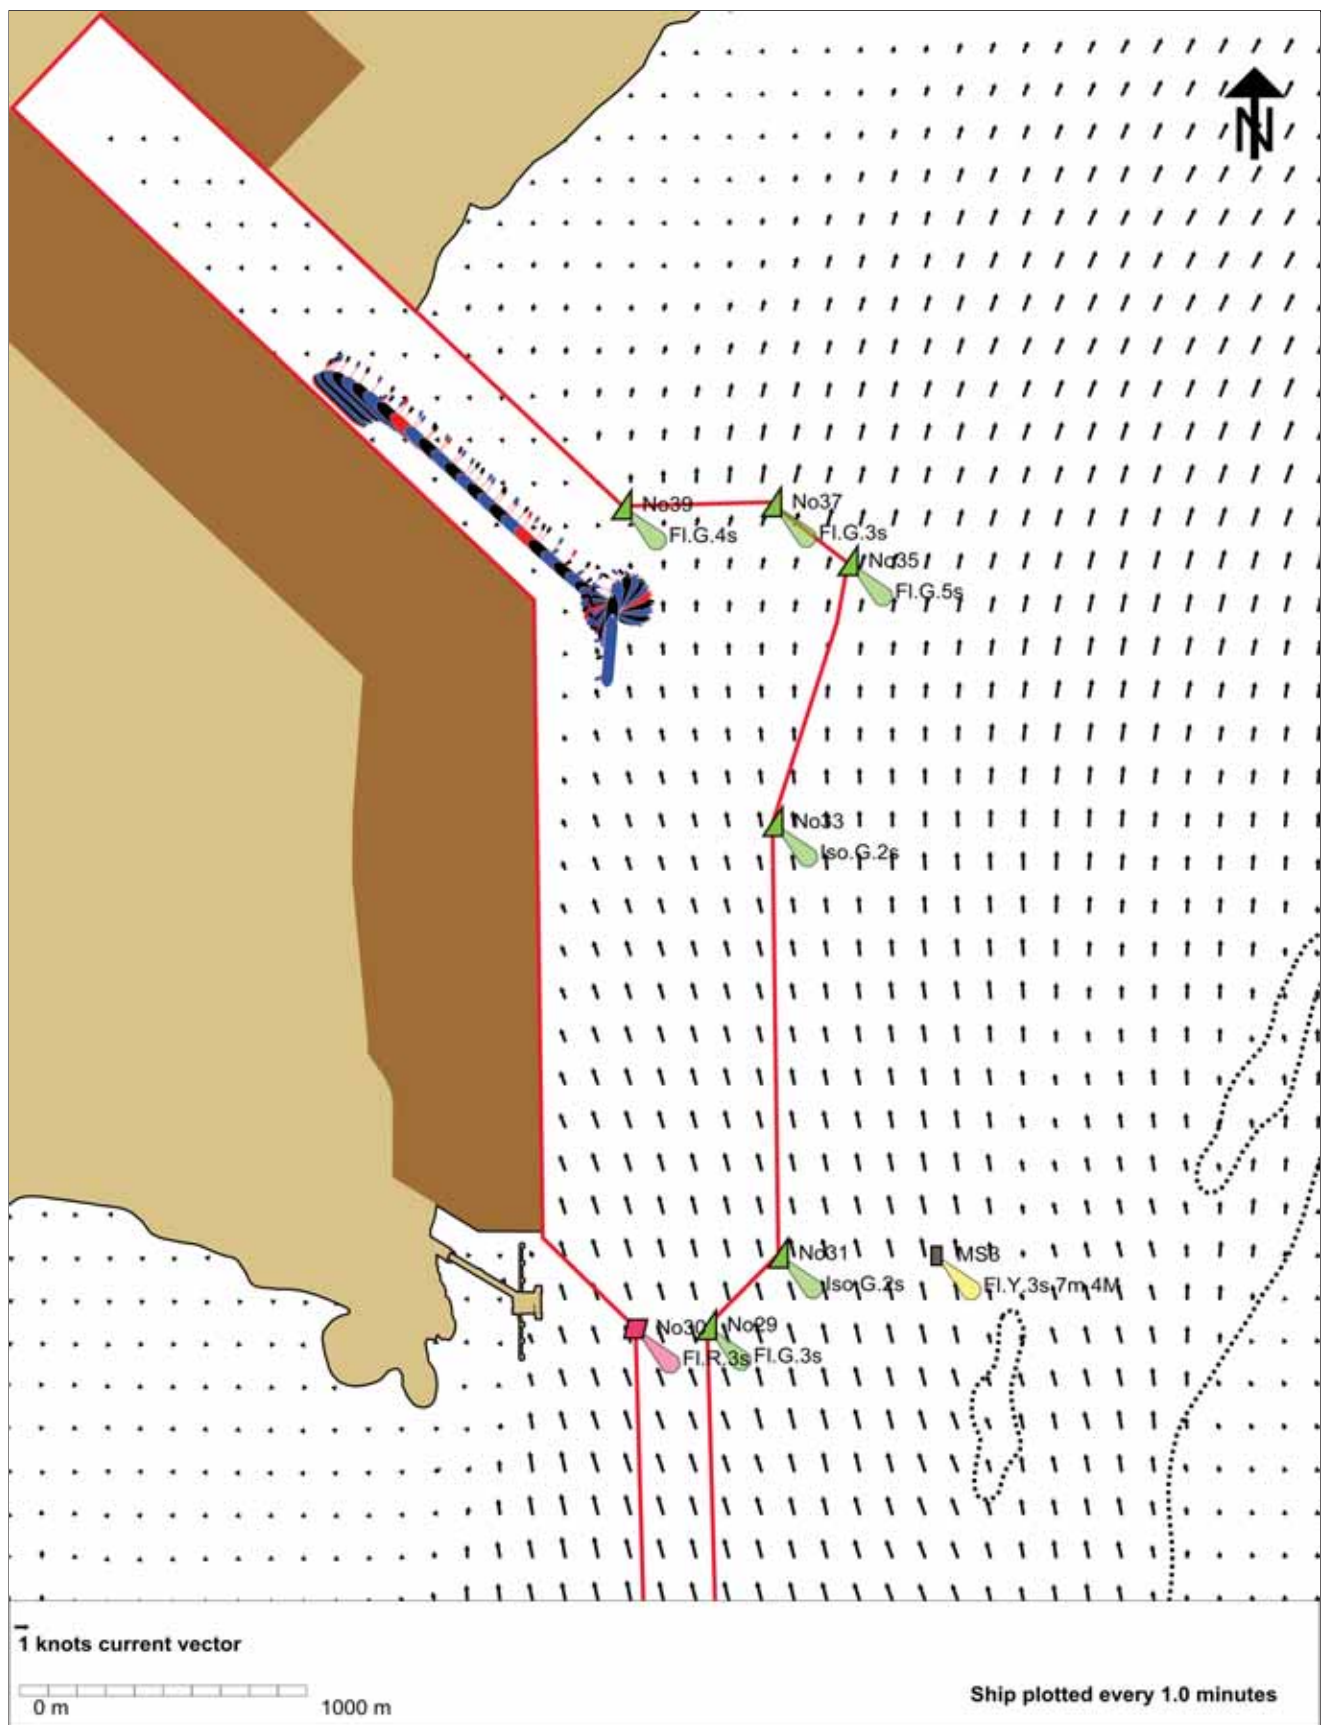 N
No39
Fl.G.4s
No37
Fl.G.3s
No35
Fl.G.5s
No33
Iso.G.2s
No31
Iso.G.2s
MS3
Fl.Y.3s.7m.4M
No30
Fl.R.3s
No29
Fl.G.3s
1 knots current vector
0 m
1000 m
Ship plotted every 1.0 minutes